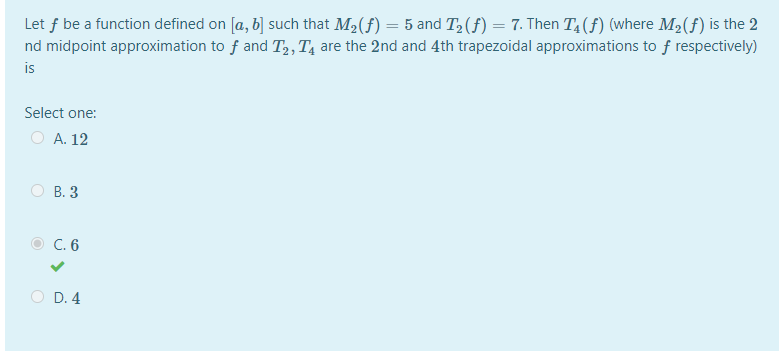 Let f be a function defined on [a, b] such that M₂(f) = 5 and T₂(f) = 7. Then T₄(f) (where M₂(f) is the 2
nd midpoint approximation to f and T₂, T₄ are the 2nd and 4th trapezoidal approximations to f respectively)
is
Select one:
A. 12
B. 3
C. 6
D. 4